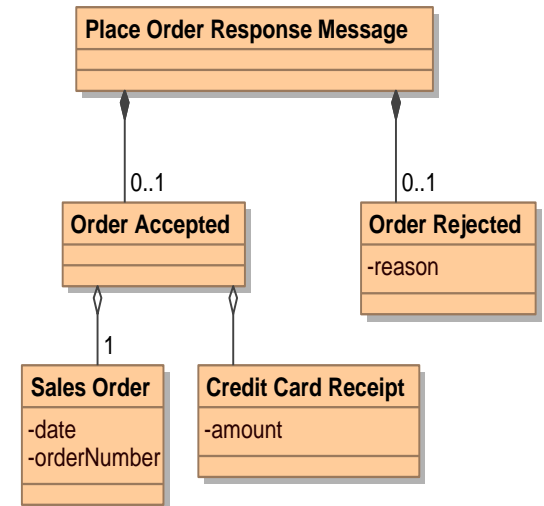 Place Order Response Message
0..1
0..1
Order Accepted
Order Rejected
-reason
1
Sales Order
-date
-orderNumber
Credit Card Receipt
-amount